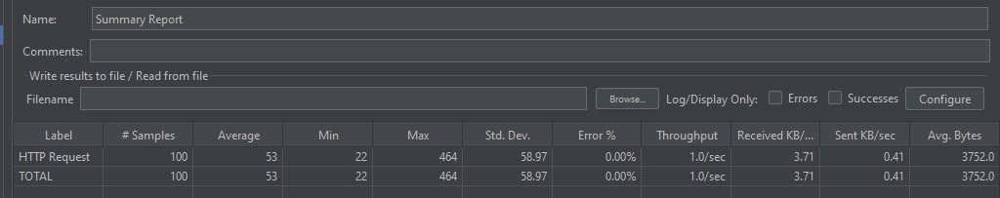 Name: Summary Report
Comments:
Write results to file / Read from file
Filename Browse... Log/Display Only: Errors Successes Configure
Label # Samples Average Min Max Std. Dev. Error % Throughput Received KB/... Sent KB/sec Avg. Bytes
HTTP Request 100 53 22 464 58.97 0.00% 1.0/sec 3.71 0.41 3752.0
TOTAL 100 53 22 464 58.97 0.00% 1.0/sec 3.71 0.41 3752.0